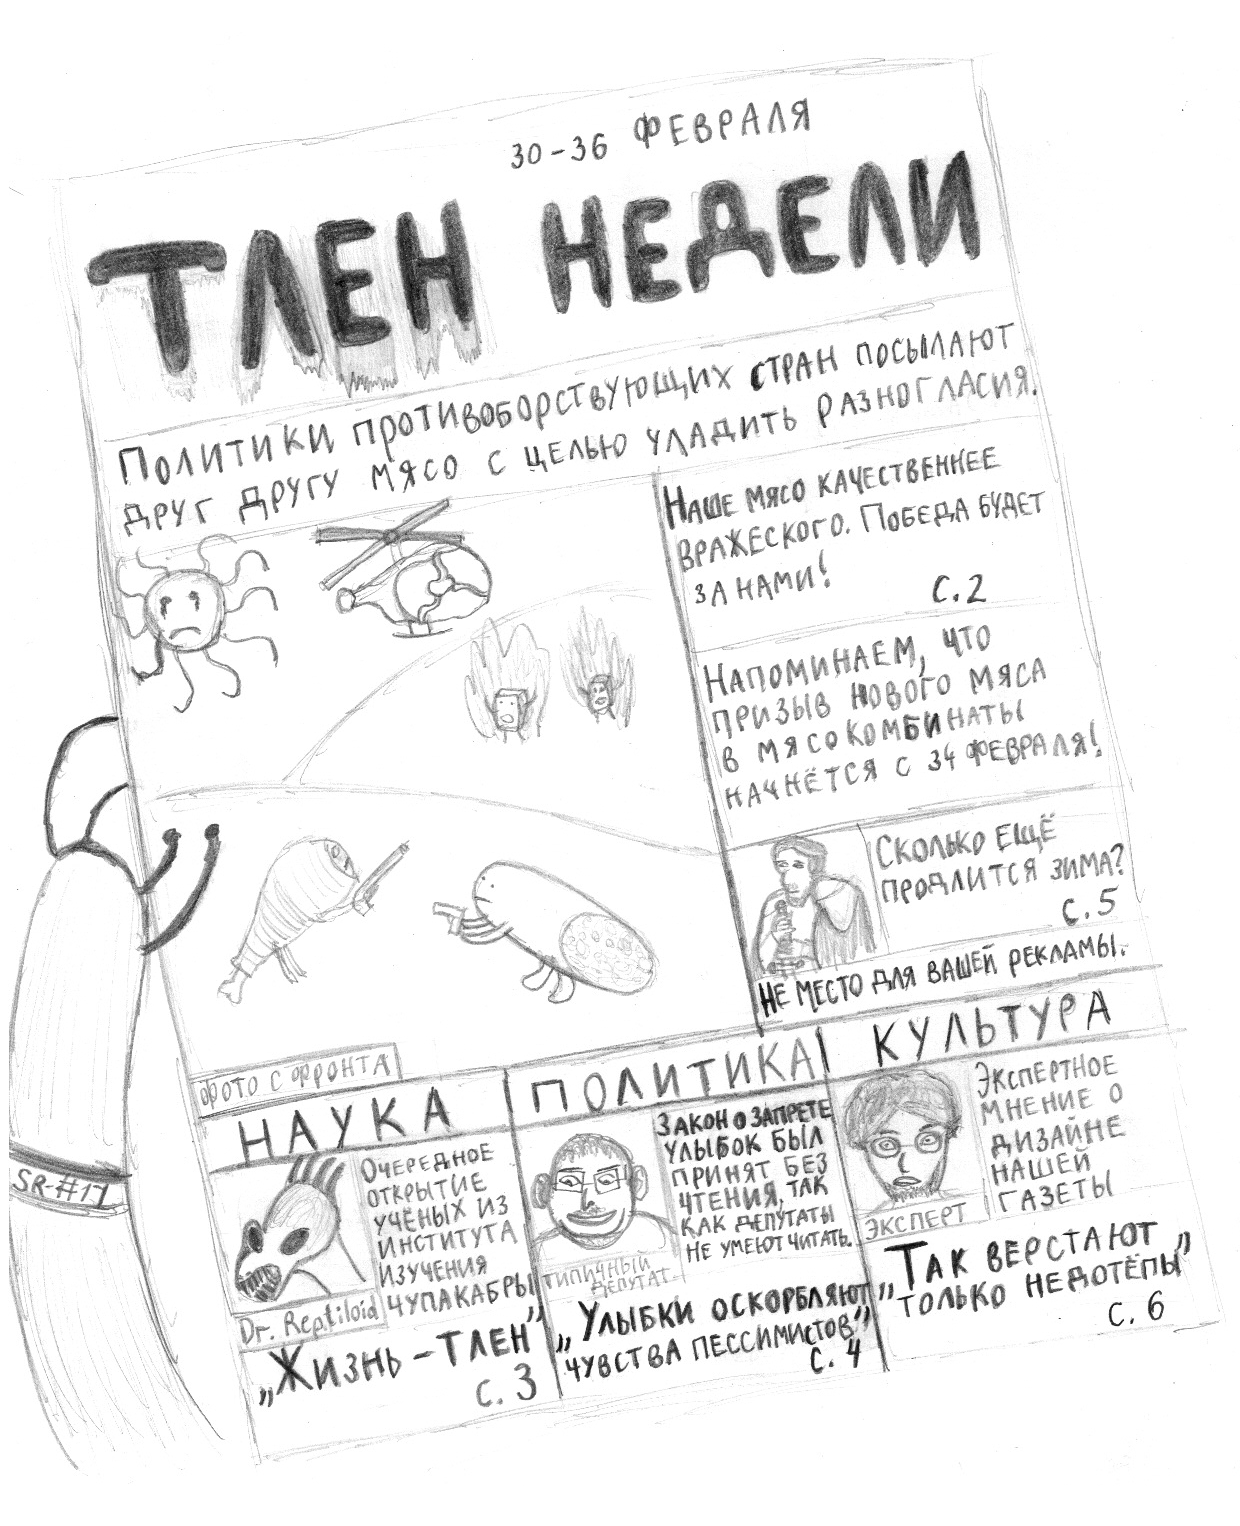 30-36 ФЕВРАЛЯ
ТЛЕН НЕДЕЛИ
ПОЛИТИКИ ПРОТИВОБОРСТВУЮЩИХ СТРАН ПОСЫЛАЮТ
ДРУГ ДРУГУ МЯСО С ЦЕЛЬЮ УЛАДИТЬ РАЗНОГЛАСИЯ.
НАШЕ МЯСО КАЧЕСТВЕННЕЕ
ВРАЖЕСКОГО. ПОБЕДА БУДЕТ
ЗА НАМИ!
С. 2
НАПОМИНАЕМ, ЧТО
ПРИЗЫВ НОВОГО МЯСА
В МЯСОКОМБИНАТЫ
НАЧНЁТСЯ С 34 ФЕВРАЛЯ!
СКОЛЬКО ЕЩЁ
ПРОДЛИТСЯ ЗИМА?
С. 5
НЕ МЕСТО ДЛЯ ВАШЕЙ РЕКЛАМЫ.
ФОТО С ФРОНТА
НАУКА
ОЧЕРЕДНОЕ
ОТКРЫТИЕ
УЧЁНЫХ ИЗ
ИНСТИТУТА
ИЗУЧЕНИЯ
ЧУПАКАБРЫ
Dr. Reptiloid
„ЖИЗНЬ – ТЛЕН”
С. 3
ПОЛИТИКА
ЗАКОН О ЗАПРЕТЕ
УЛЫБОК БЫЛ
ПРИНЯТ БЕЗ
ЧТЕНИЯ, ТАК
КАК ДЕПУТАТЫ
НЕ УМЕЮТ ЧИТАТЬ.
ТИПИЧНЫЙ
ДЕПУТАТ
„УЛЫБКИ ОСКОРБЛЯЮТ
ЧУВСТВА ПЕССИМИСТОВ”
С. 4
КУЛЬТУРА
ЭКСПЕРТНОЕ
МНЕНИЕ О
ДИЗАЙНЕ
НАШЕЙ
ГАЗЕТЫ
ЭКСПЕРТ
„ТАК ВЕРСТАЮТ
ТОЛЬКО НЕДОТЁПЫ”
С. 6
SR-#17